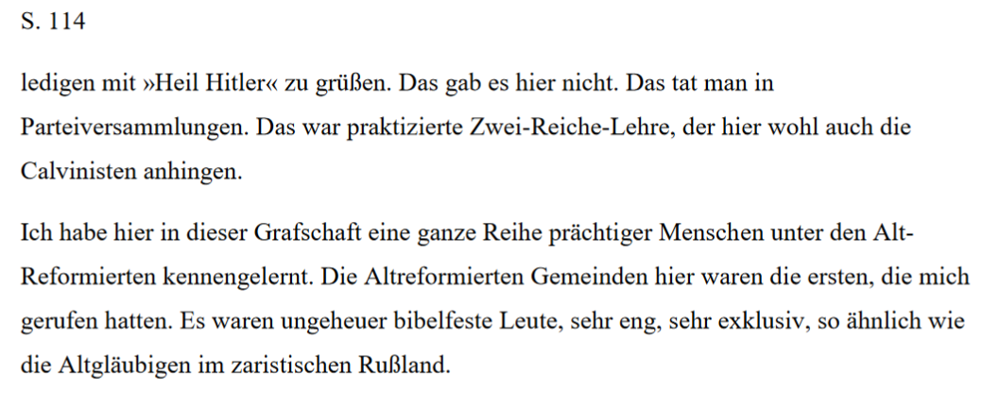 S. 114
ledigen mit »Heil Hitler« zu grüßen. Das gab es hier nicht. Das tat man in
Parteiversammlungen. Das war praktizierte Zwei-Reiche-Lehre, der hier wohl auch die
Calvinisten anhingen.
Ich habe hier in dieser Grafschaft eine ganze Reihe prächtiger Menschen unter den Alt-
Reformierten kennengelernt. Die Altreformierten Gemeinden hier waren die ersten, die mich
gerufen hatten. Es waren ungeheuer bibelfeste Leute, sehr eng, sehr exklusiv, so ähnlich wie
die Altgläubigen im zaristischen Rußland.